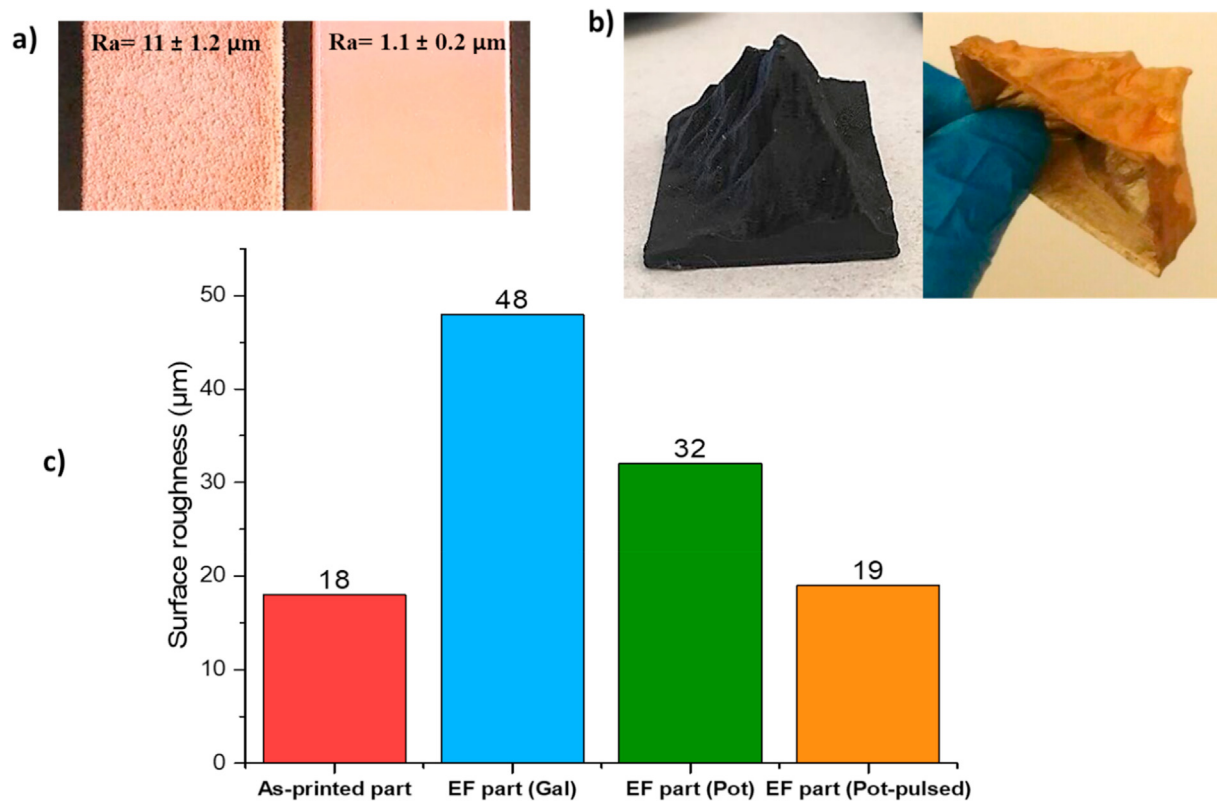 a)
Ra= 11 ± 1.2 µm
Ra= 1.1 ± 0.2 µm
b)
c)
Surface roughness (µm)
50
40
30
20
10
0
18
48
32
19
As-printed part
EF part (Gal)
EF part (Pot)
EF part (Pot-pulsed)